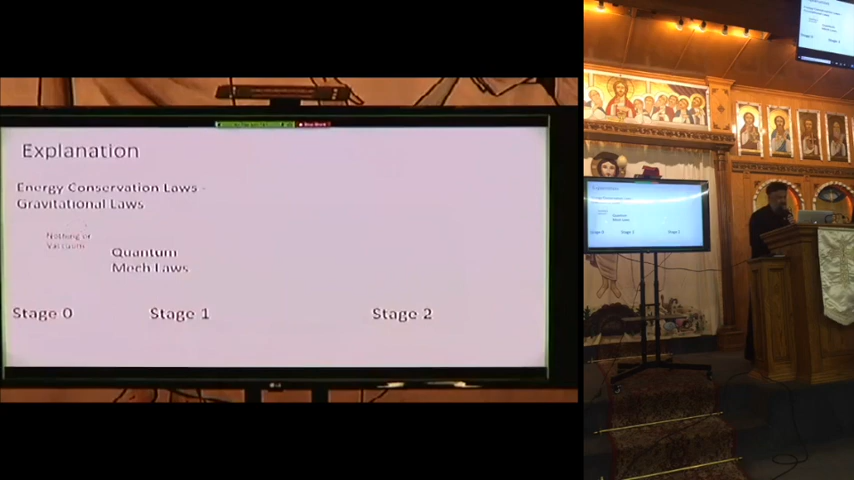 Explanation
Energy Conservation Laws -
Gravitational Laws
Nothing or
Vacuum
Quantum
Mech Laws
Stage 0
Stage 1
Stage 2